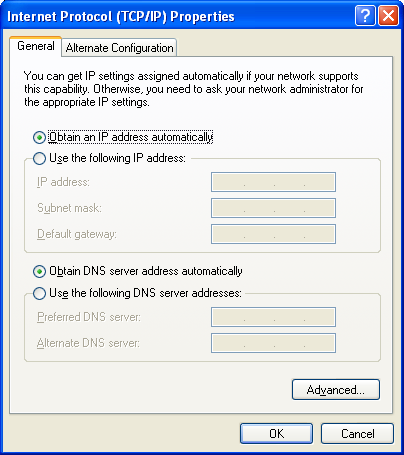 Internet Protocol (TCP/IP) Properties
General Alternate Configuration
You can get IP settings assigned automatically if your network supports
this capability. Otherwise, you need to ask your network administrator for
the appropriate IP settings.
Obtain an IP address automatically
Use the following IP address:
IP address: . . .
Subnet mask: . . .
Default gateway: . . .
Obtain DNS server address automatically
Use the following DNS server addresses:
Preferred DNS server: . . .
Alternate DNS server: . . .
Advanced...
OK Cancel